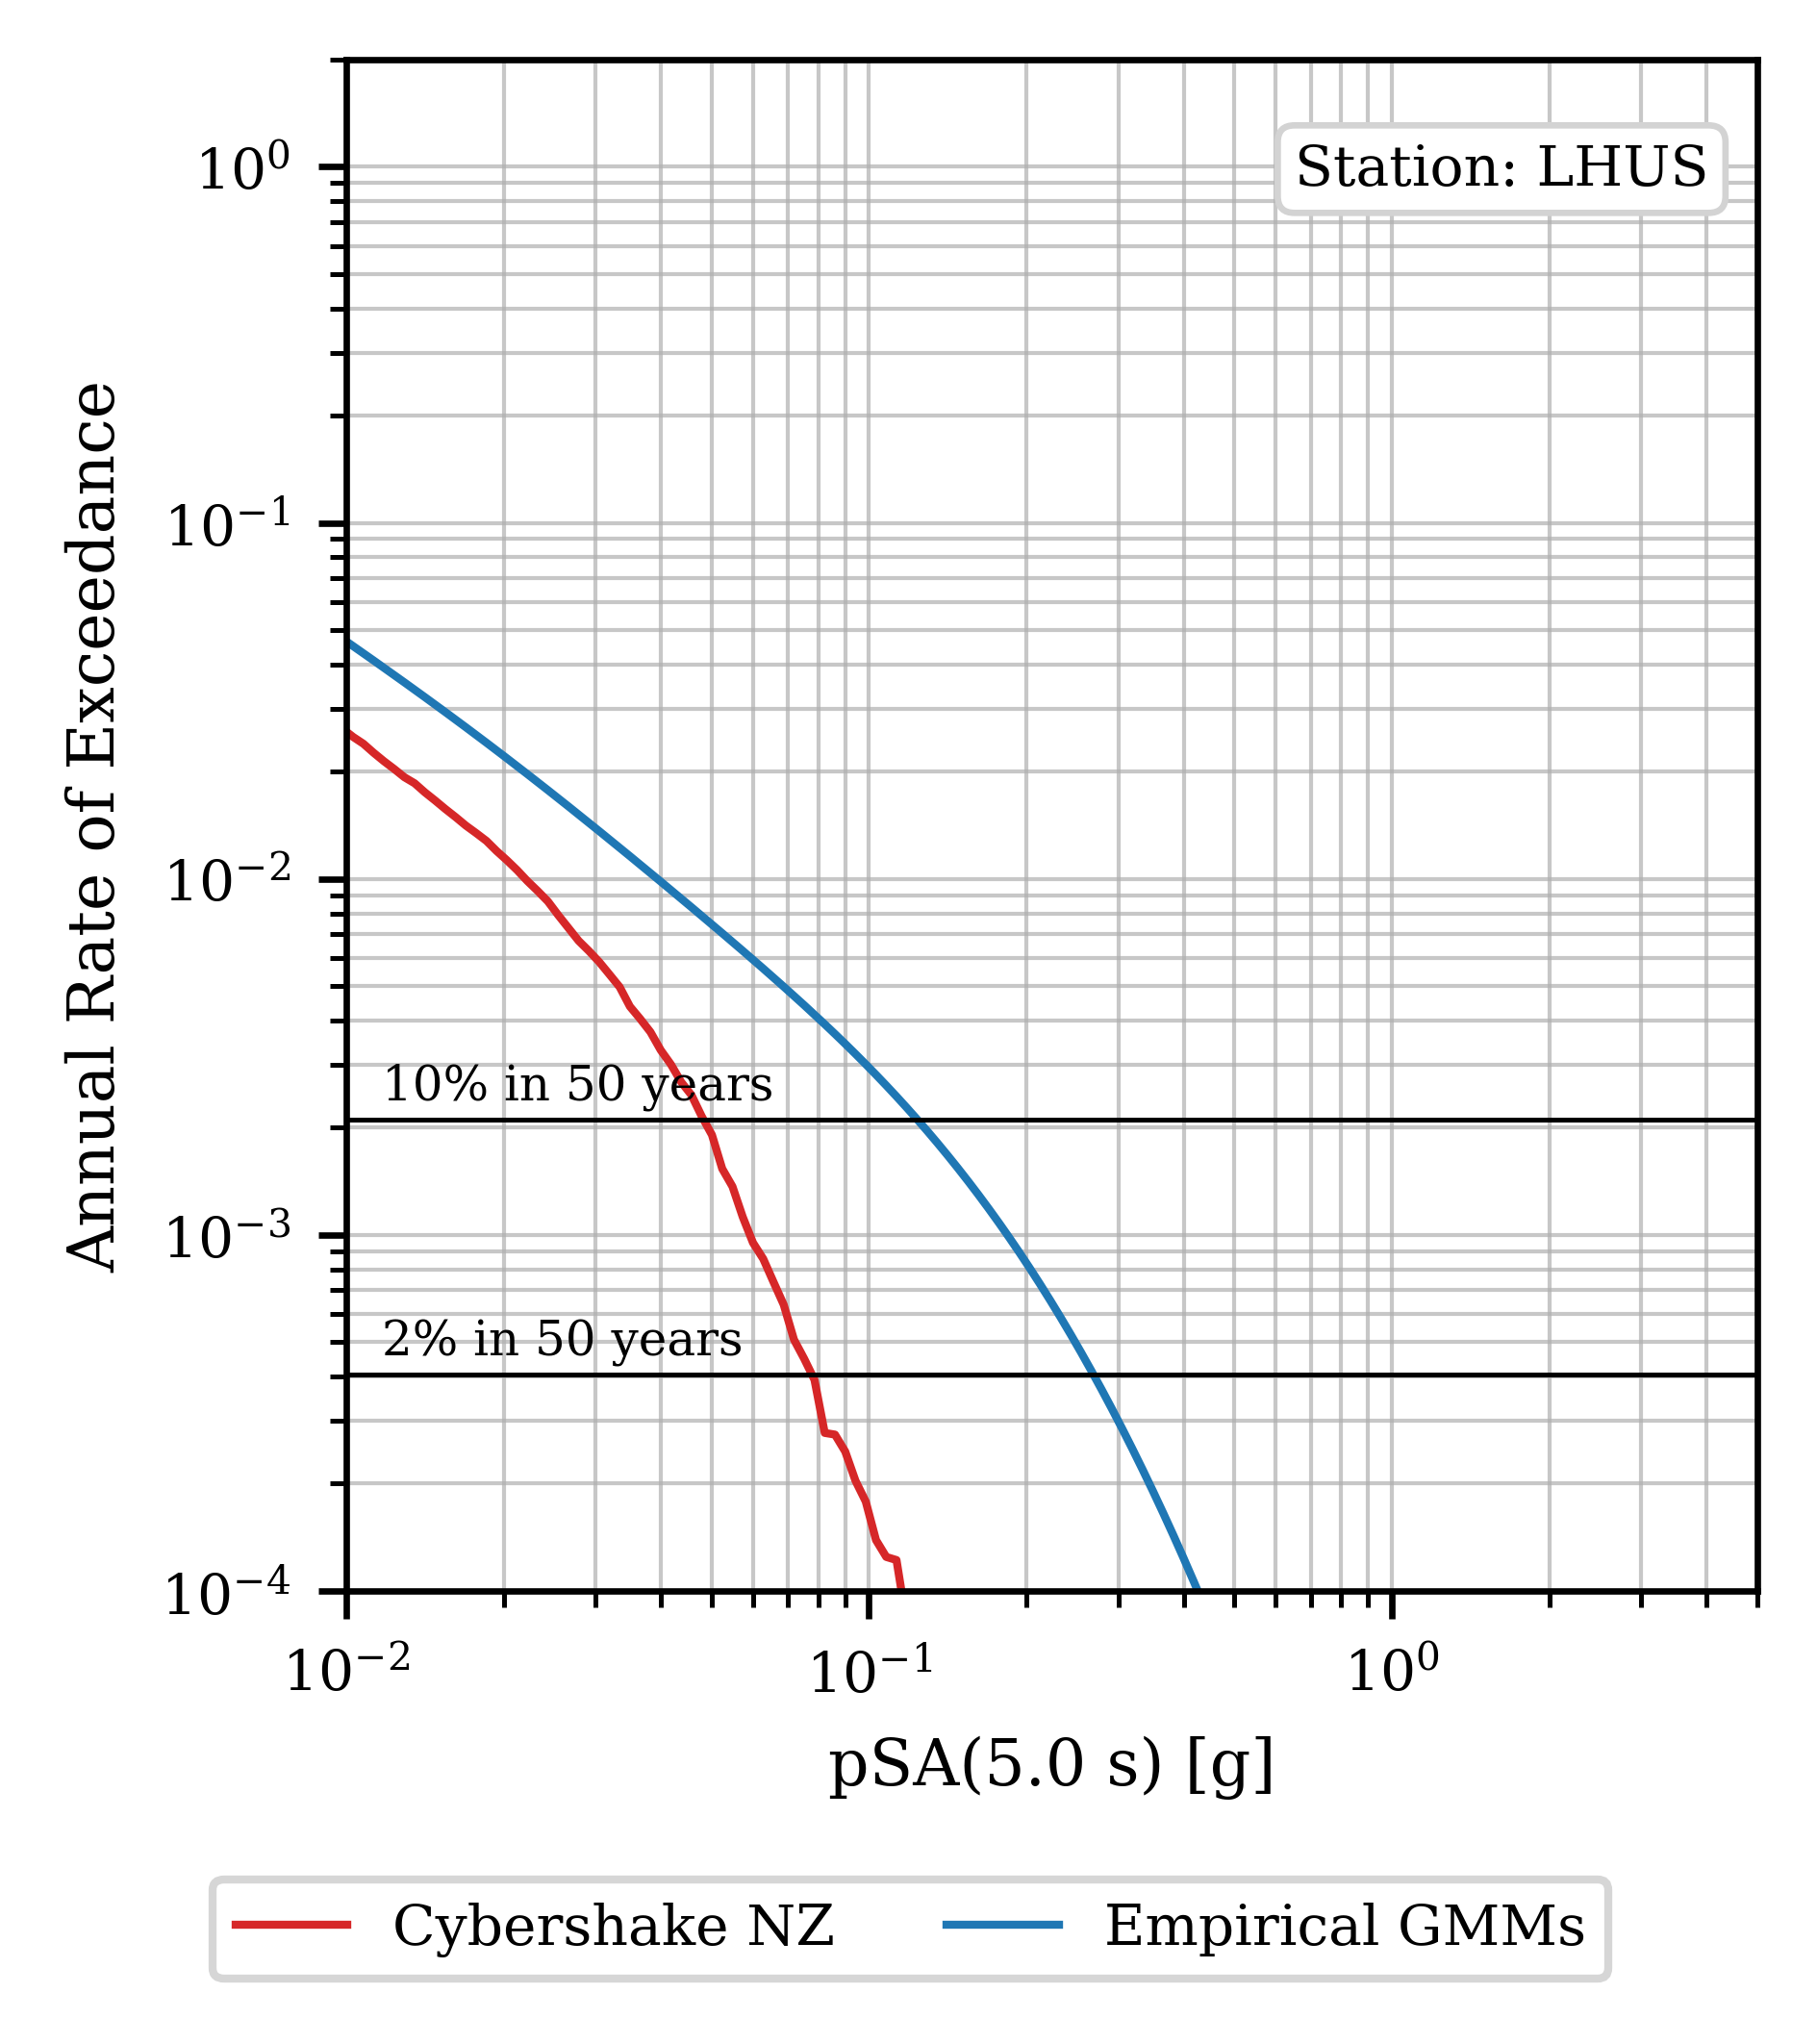 Station: LHUS
10⁰
10⁻¹
10⁻²
10⁻³
10⁻⁴
Annual Rate of Exceedance
10% in 50 years
2% in 50 years
10⁻²
10⁻¹
10⁰
pSA(5.0 s) [g]
Cybershake NZ
Empirical GMMs